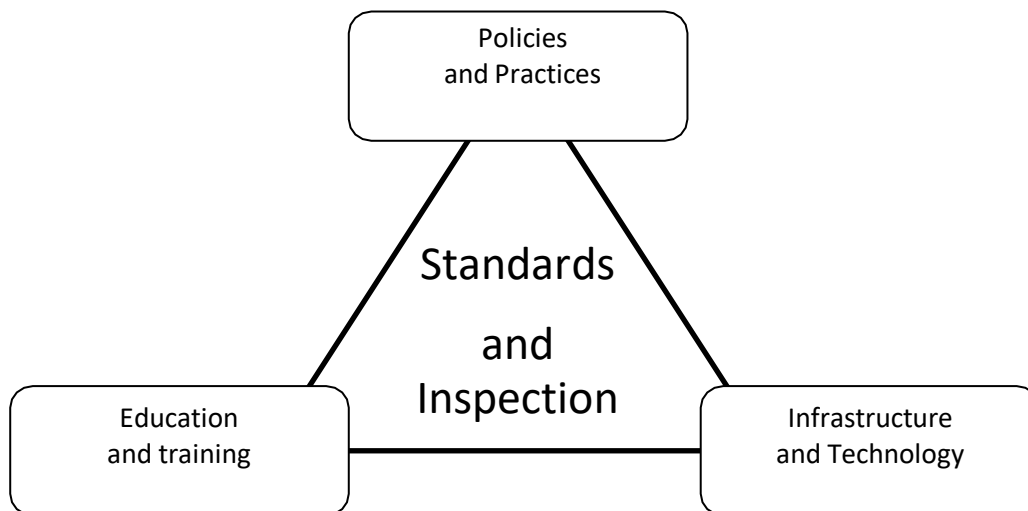 Policies
and Practices
Standards
and
Inspection
Education
and training
Infrastructure
and Technology